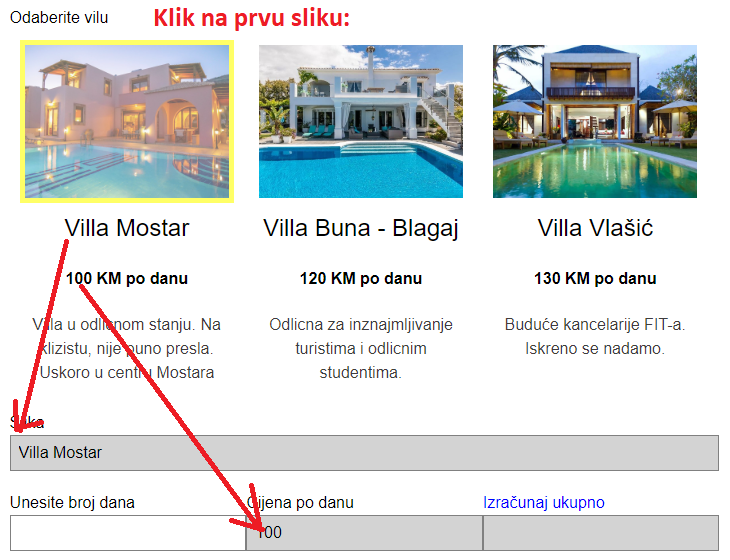 Odaberite vilu
Klik na prvu sliku:
Villa Mostar
Villa Buna - Blagaj
Villa Vlašić
100 KM po danu
120 KM po danu
130 KM po danu
Villa u odlicnom stanju. Na
klizistu, nije puno presla.
Uskoro u centru Mostara
Odlicna za inznajmljivanje
turistima i odlicnim
studentima.
Buduće kancelarije FIT-a.
Iskreno se nadamo.
Slika
Villa Mostar
Unesite broj dana
Cijena po danu
Izračunaj ukupno
100